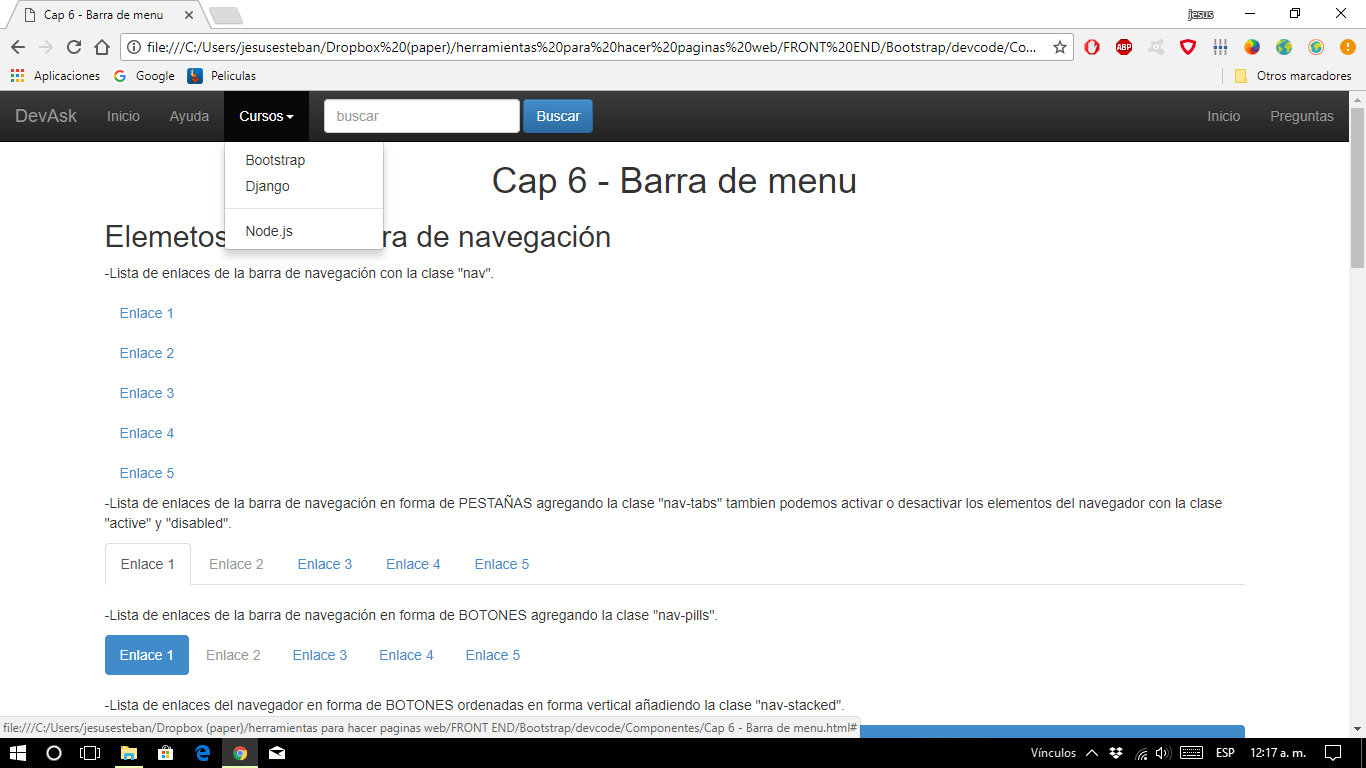 Cap 6 - Barra de menu
jesus
file:///C:/Users/jesusesteban/Dropbox%20(paper)/herramientas%20para%20hacer%20paginas%20web/FRONT%20END/Bootstrap/devcode/Co...
ABP
Aplicaciones Google Peliculas Otros marcadores
DevAsk Inicio Ayuda Cursos buscar Buscar Inicio Preguntas
Bootstrap
Django
Node.js
Cap 6 - Barra de menu
Elemetos ra de navegación
-Lista de enlaces de la barra de navegación con la clase "nav".
Enlace 1
Enlace 2
Enlace 3
Enlace 4
Enlace 5
-Lista de enlaces de la barra de navegación en forma de PESTAÑAS agregando la clase "nav-tabs" tambien podemos activar o desactivar los elementos del navegador con la clase
"active" y "disabled".
Enlace 1 Enlace 2 Enlace 3 Enlace 4 Enlace 5
-Lista de enlaces de la barra de navegación en forma de BOTONES agregando la clase "nav-pills".
Enlace 1 Enlace 2 Enlace 3 Enlace 4 Enlace 5
-Lista de enlaces del navegador en forma de BOTONES ordenadas en forma vertical añadiendo la clase "nav-stacked".
file:///C:/Users/jesusesteban/Dropbox (paper)/herramientas para hacer paginas web/FRONT END/Bootstrap/devcode/Componentes/Cap 6 - Barra de menu.html#
Vínculos ESP 12:17 a. m.